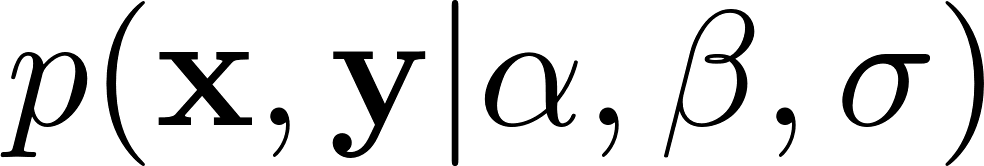 p(𝐱, 𝐲|α, β, σ)